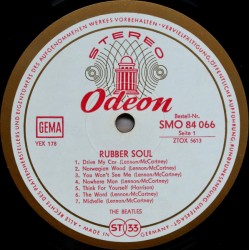 STEREO
Odeon
GEMA
YEX 178
Bestell-Nr.
SMO 84 066
Seite 1
ZTOX 5613
RUBBER SOUL
1. Drive My Car (Lennon-McCartney)
2. Norwegian Wood (Lennon-McCartney)
3. You Won't See Me (Lennon-McCartney)
4. Nowhere Man (Lennon-McCartney)
5. Think For Yourself (Harrison)
6. The Word (Lennon-McCartney)
7. Michelle (Lennon-McCartney)
THE BEATLES
ST 33
MADE IN